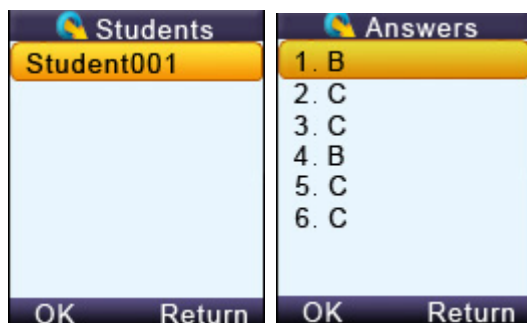 Students
Student001
OK Return
Answers
1. B
2. C
3. C
4. B
5. C
6. C
OK Return